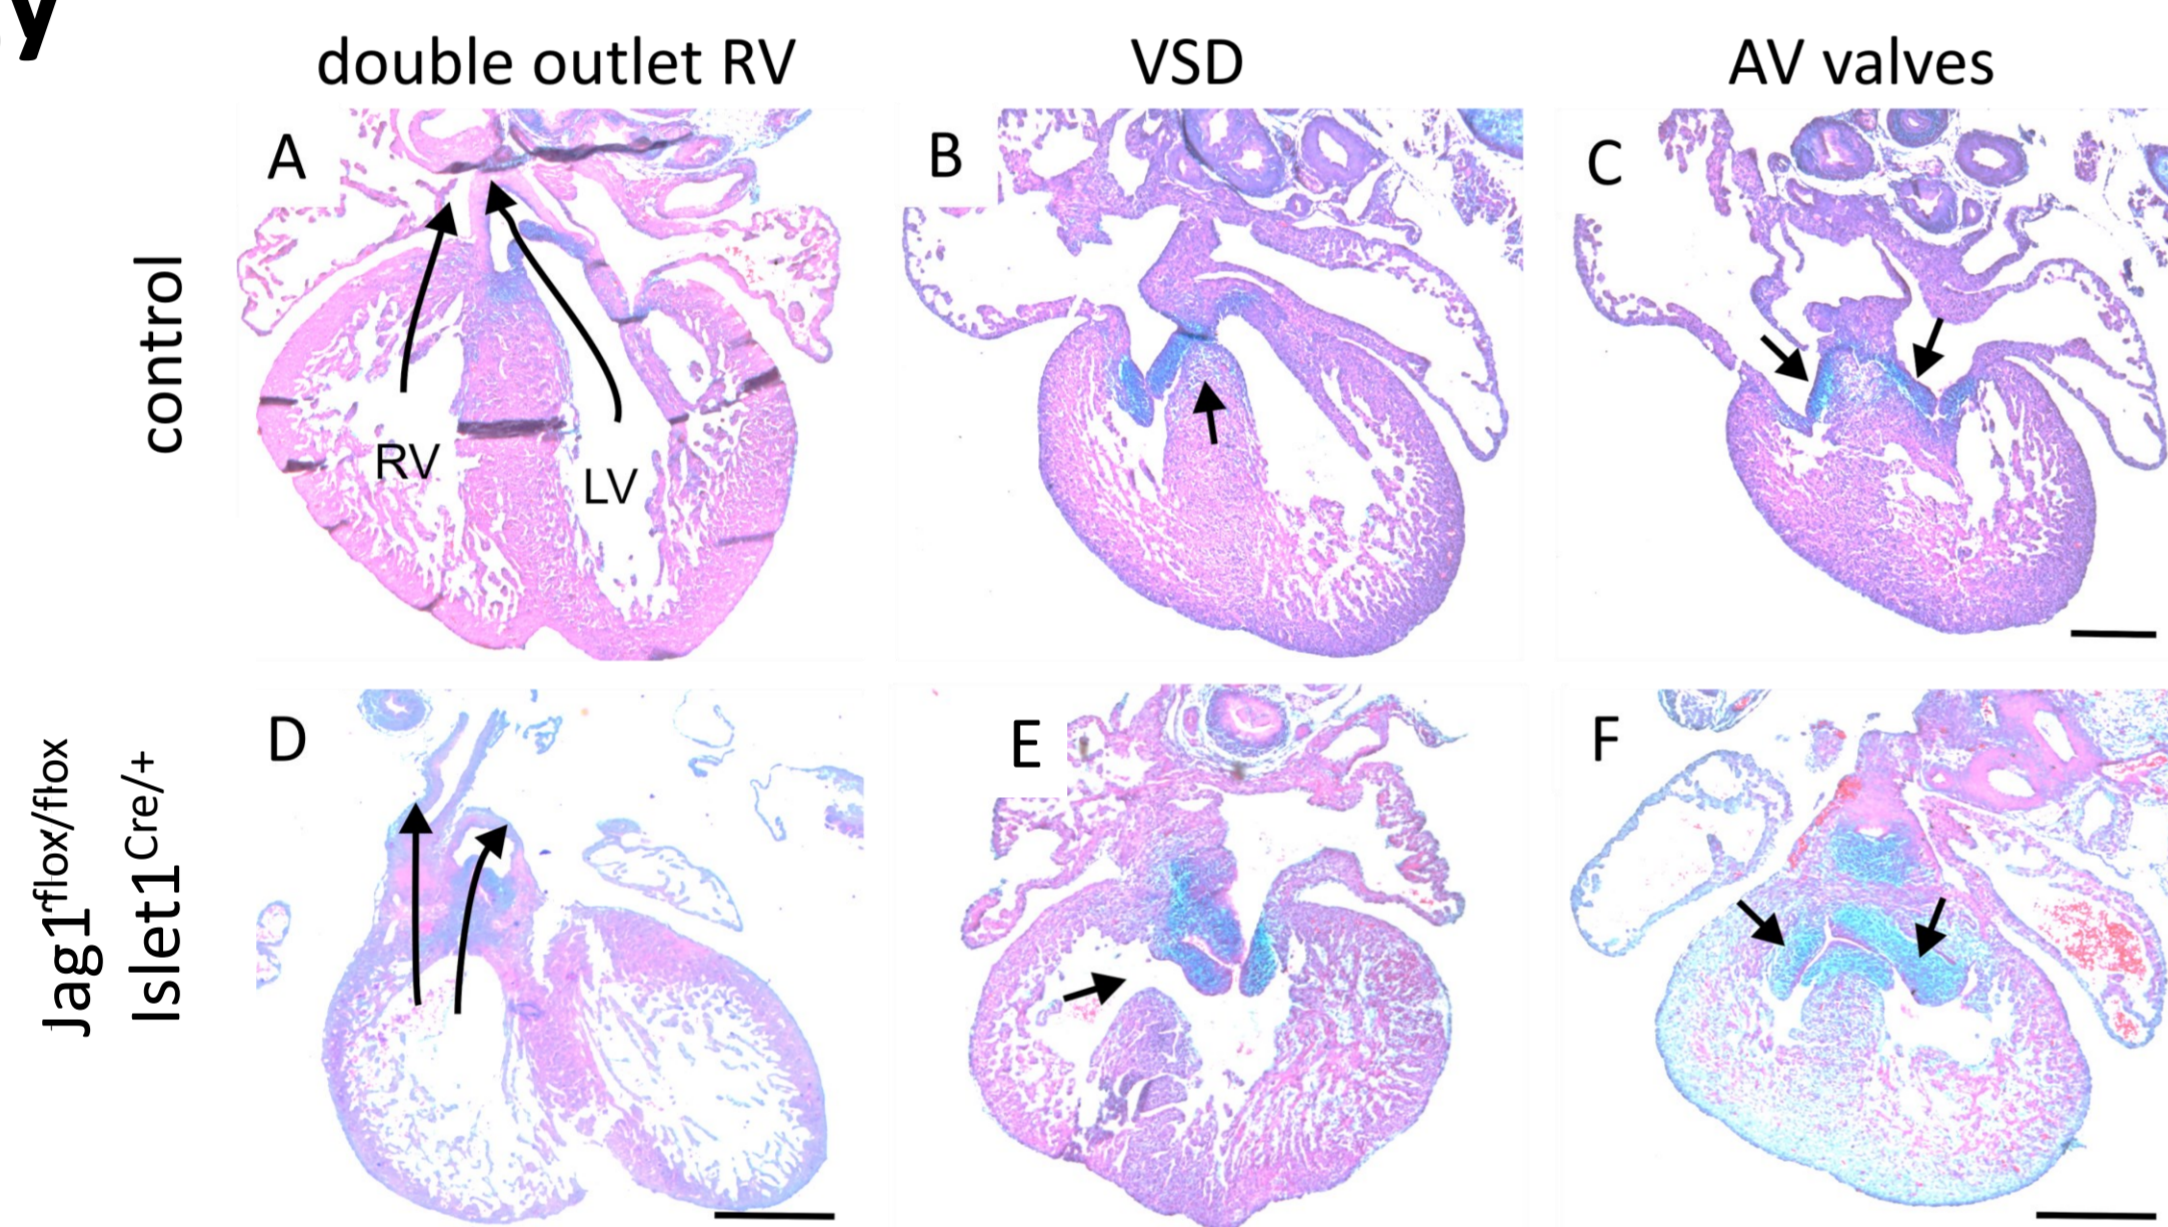 y
double outlet RV VSD AV valves
control
A B C
RV LV
Jag1flox/flox
Islet1Cre/+
D E F